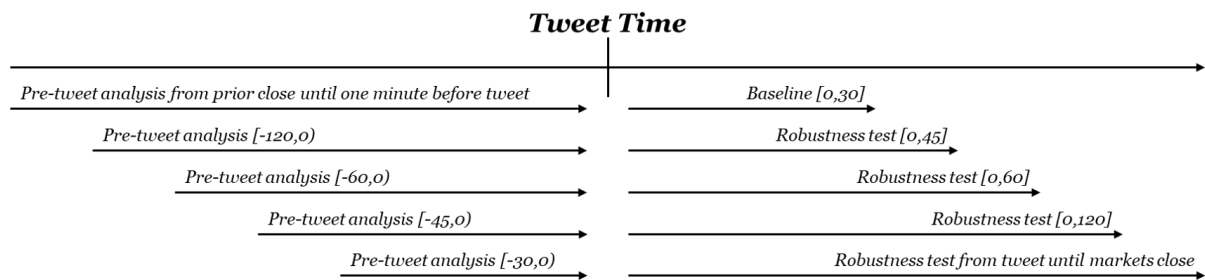 Tweet Time
Pre-tweet analysis from prior close until one minute before tweet
Baseline [0,30]
Pre-tweet analysis [-120,0)
Robustness test [0,45]
Pre-tweet analysis [-60,0)
Robustness test [0,60]
Pre-tweet analysis [-45,0)
Robustness test [0,120]
Pre-tweet analysis [-30,0)
Robustness test from tweet until markets close